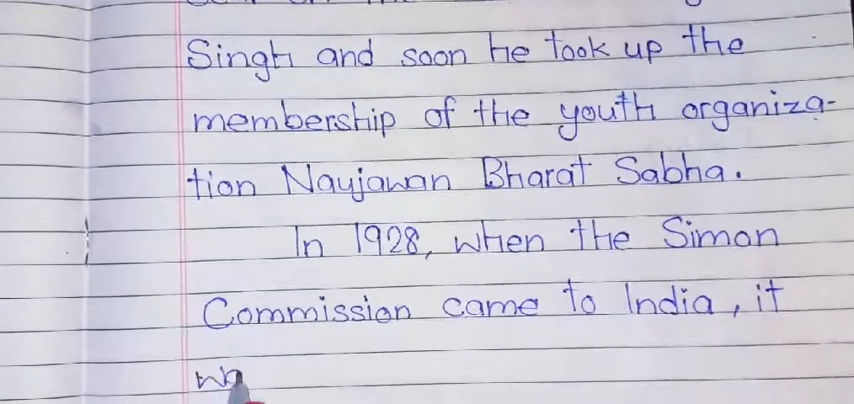 Singh and soon he took up the
membership of the youth organiza-
tion Naujawan Bharat Sabha.
In 1928, when the Simon
Commission came to India, it